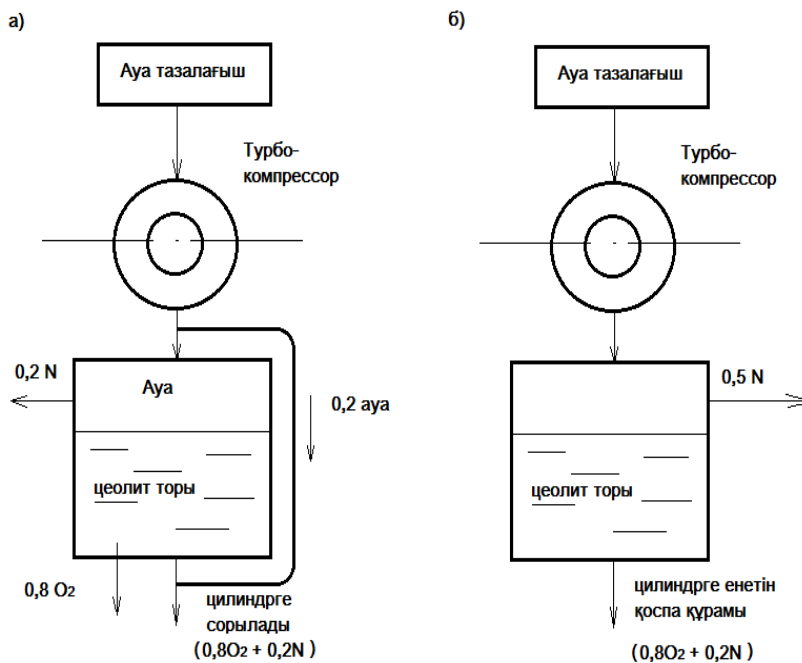 а)
Ауа тазалағыш
Турбо-
компрессор
0,2 N
Ауа
0,2 ауа
цеолит торы
0,8 O₂
цилиндрге
сорылады
(0,8O₂ + 0,2N)
б)
Ауа тазалағыш
Турбо-
компрессор
0,5 N
цеолит торы
цилиндрге енетін
қоспа құрамы
(0,8O₂ + 0,2N)